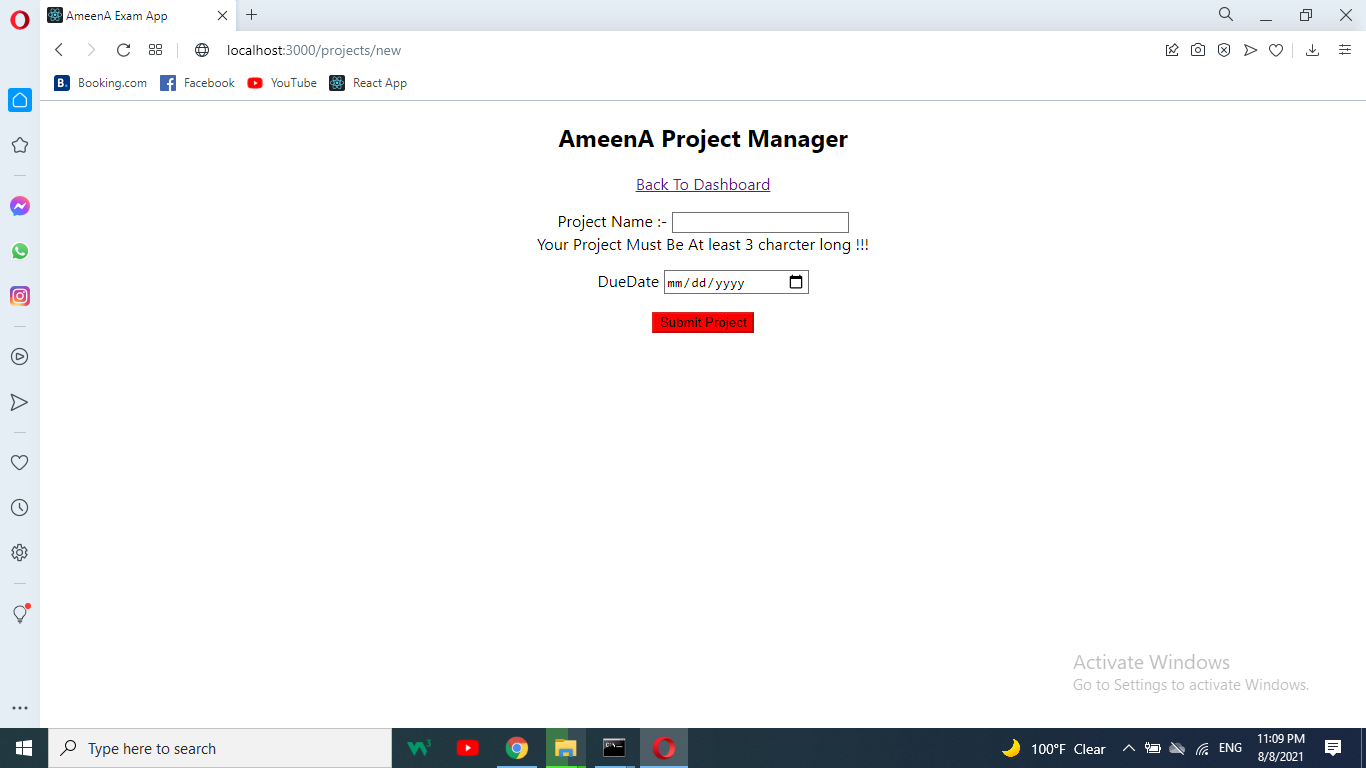 AmeenA Exam App
localhost:3000/projects/new
B. Booking.com Facebook YouTube React App
AmeenA Project Manager
Back To Dashboard
Project Name :-
Your Project Must Be At least 3 charcter long !!!
DueDate mm/dd/yyyy
Submit Project
Activate Windows
Go to Settings to activate Windows.
Type here to search
100°F Clear
ENG
11:09 PM
8/8/2021